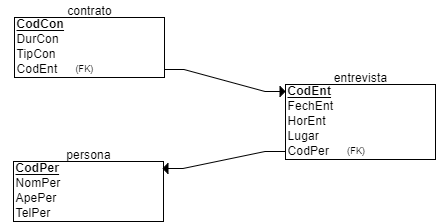 contrato
CodCon
DurCon
TipCon
CodEnt (FK)
entrevista
CodEnt
FechEnt
HorEnt
Lugar
CodPer (FK)
persona
CodPer
NomPer
ApePer
TelPer